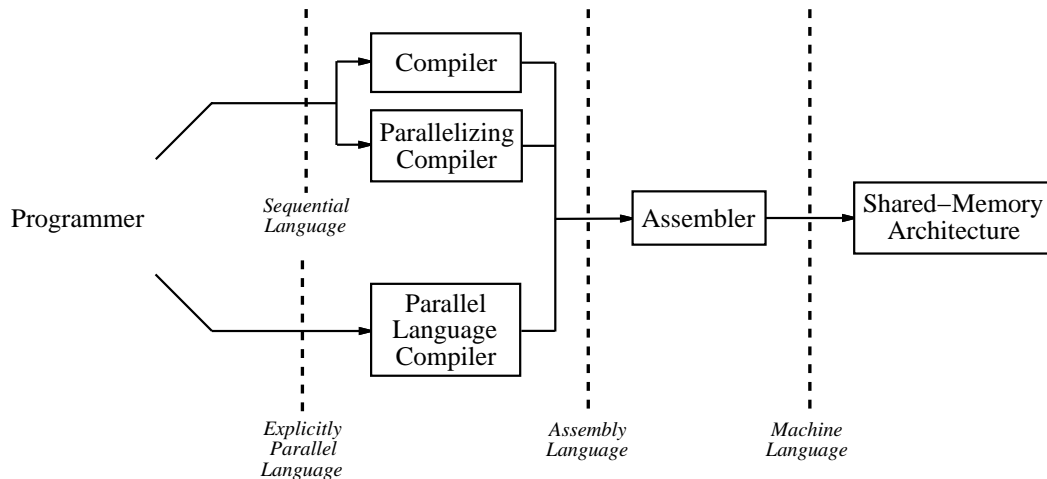 Compiler
Parallelizing
Compiler
Sequential
Language
Programmer
Assembler
Shared−Memory
Architecture
Parallel
Language
Compiler
Explicitly
Parallel
Language
Assembly
Language
Machine
Language